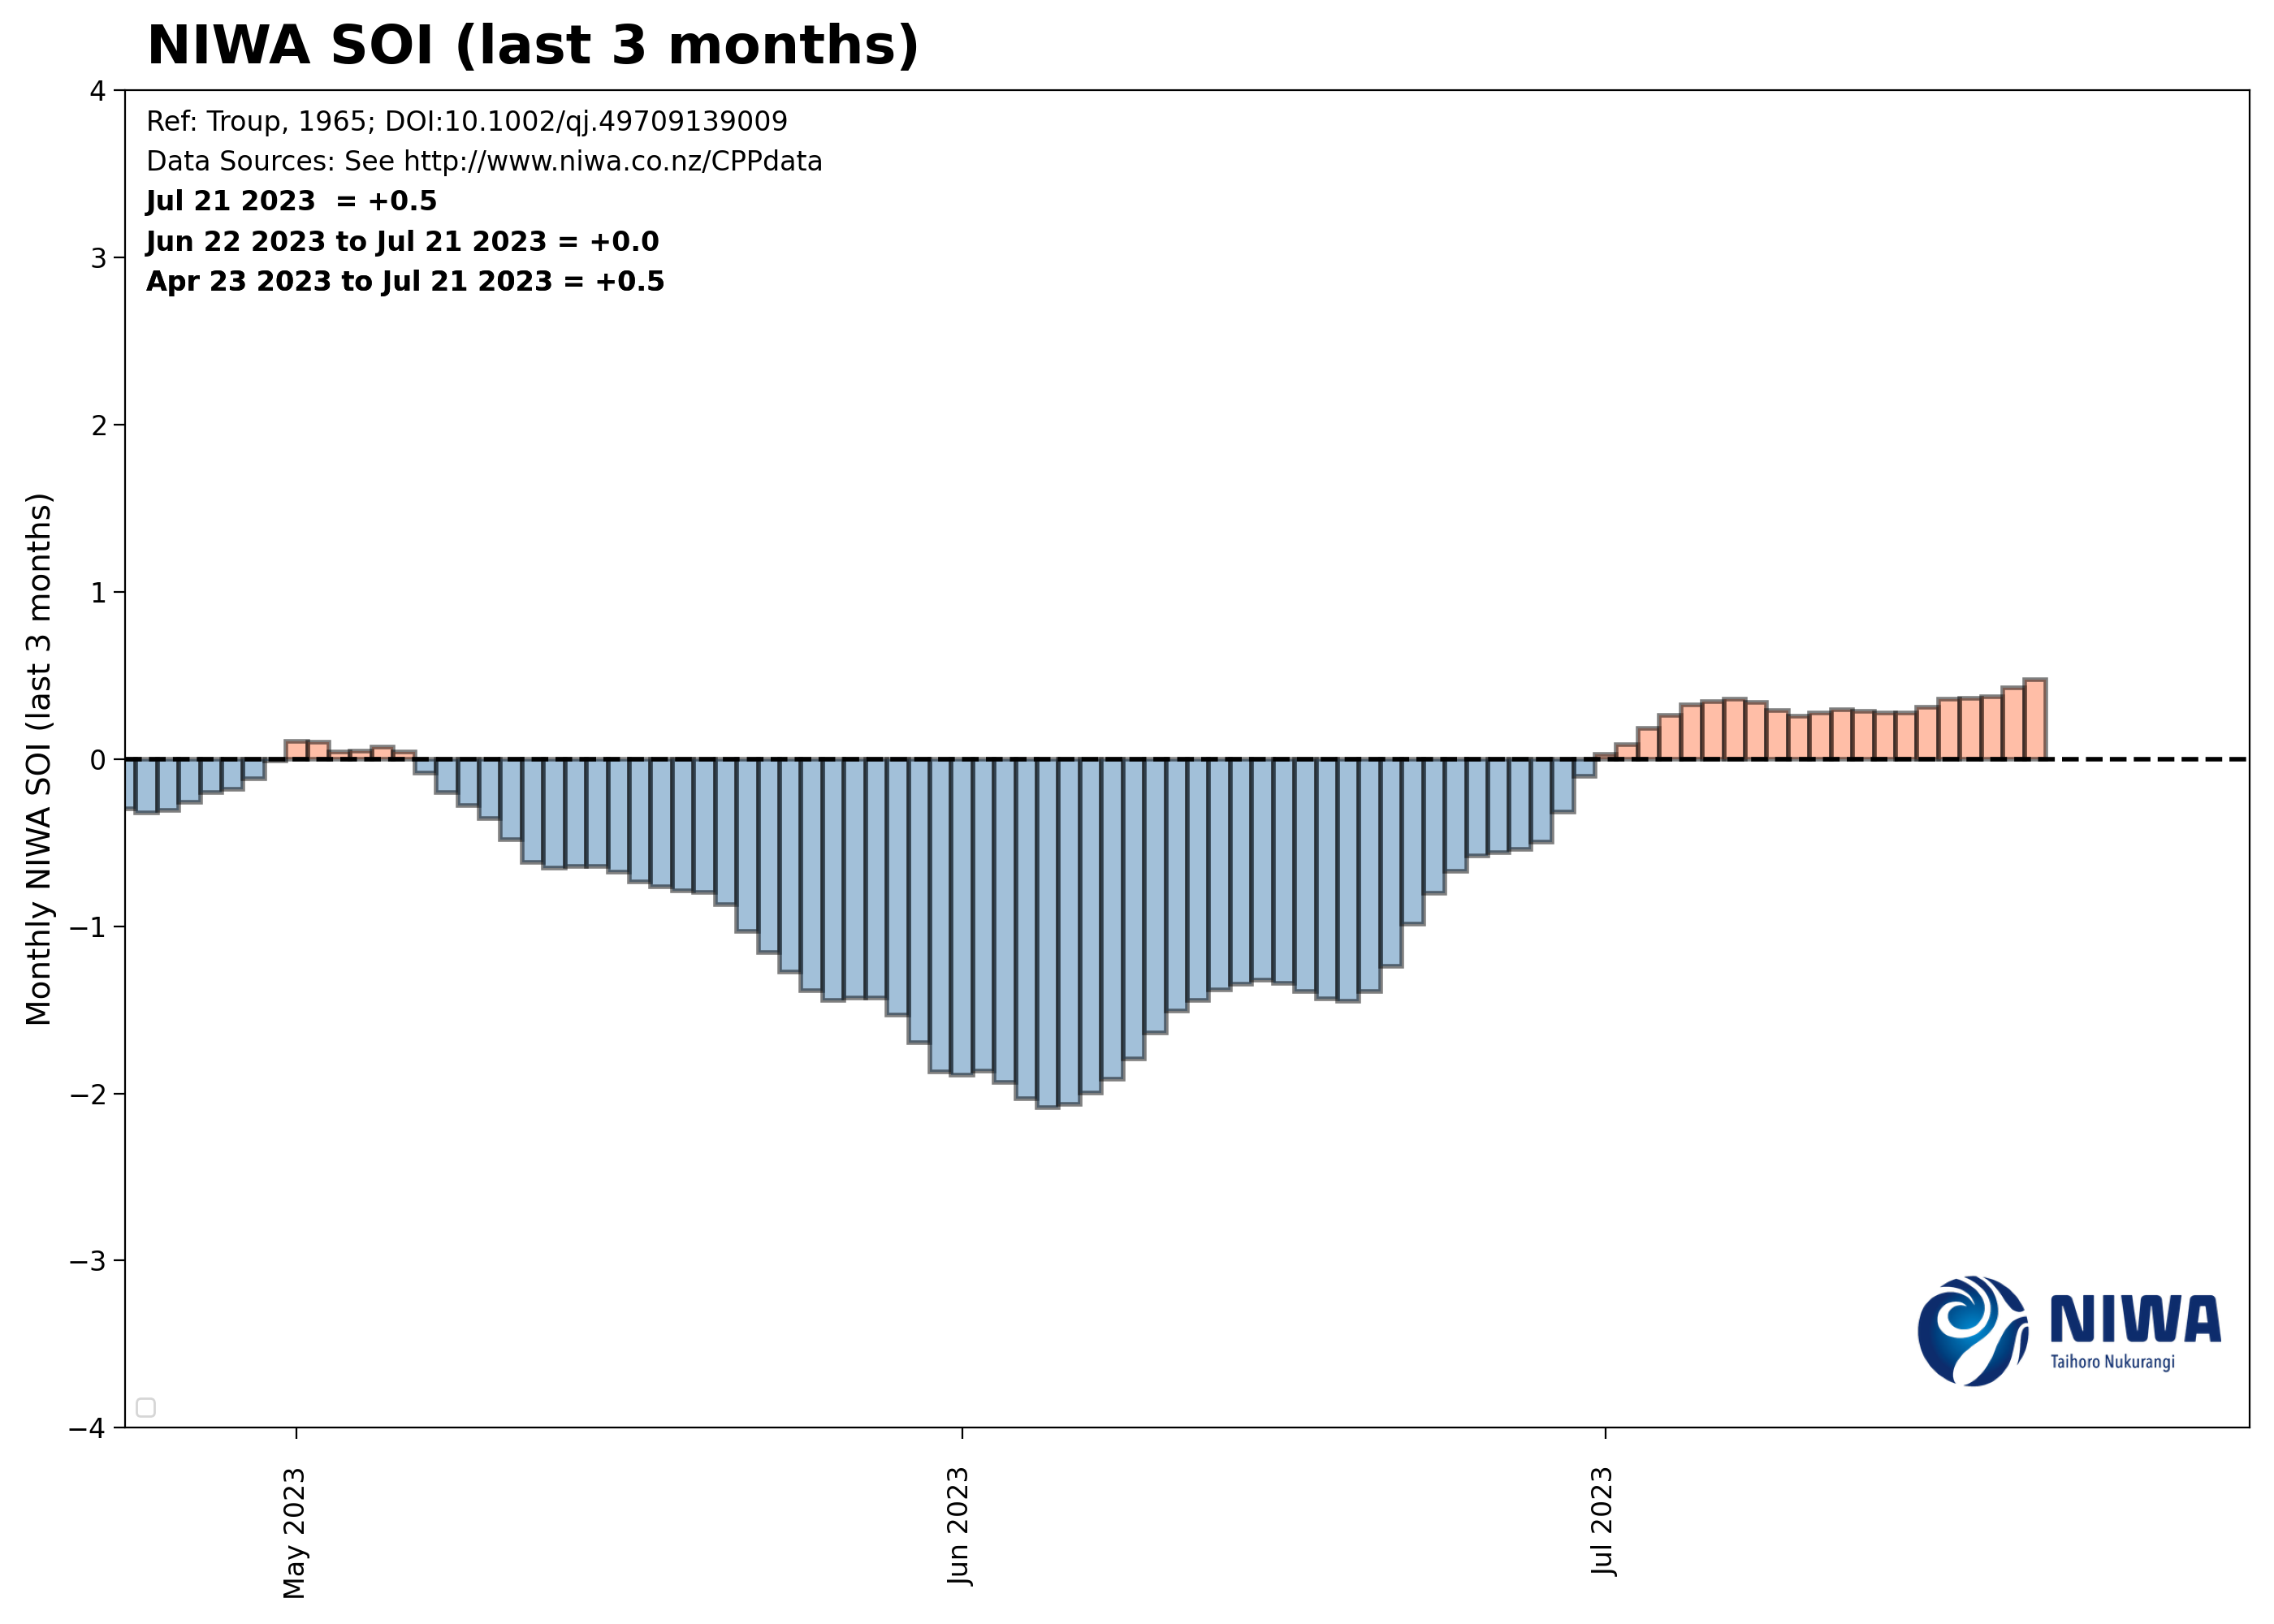 NIWA SOI (last 3 months)
Ref: Troup, 1965; DOI:10.1002/qj.49709139009
Data Sources: See http://www.niwa.co.nz/CPPdata
Jul 21 2023  = +0.5
Jun 22 2023 to Jul 21 2023 = +0.0
Apr 23 2023 to Jul 21 2023 = +0.5
Monthly NIWA SOI (last 3 months)
4
3
2
1
0
−1
−2
−3
−4
May 2023
Jun 2023
Jul 2023
NIWA
Taihoro Nukurangi